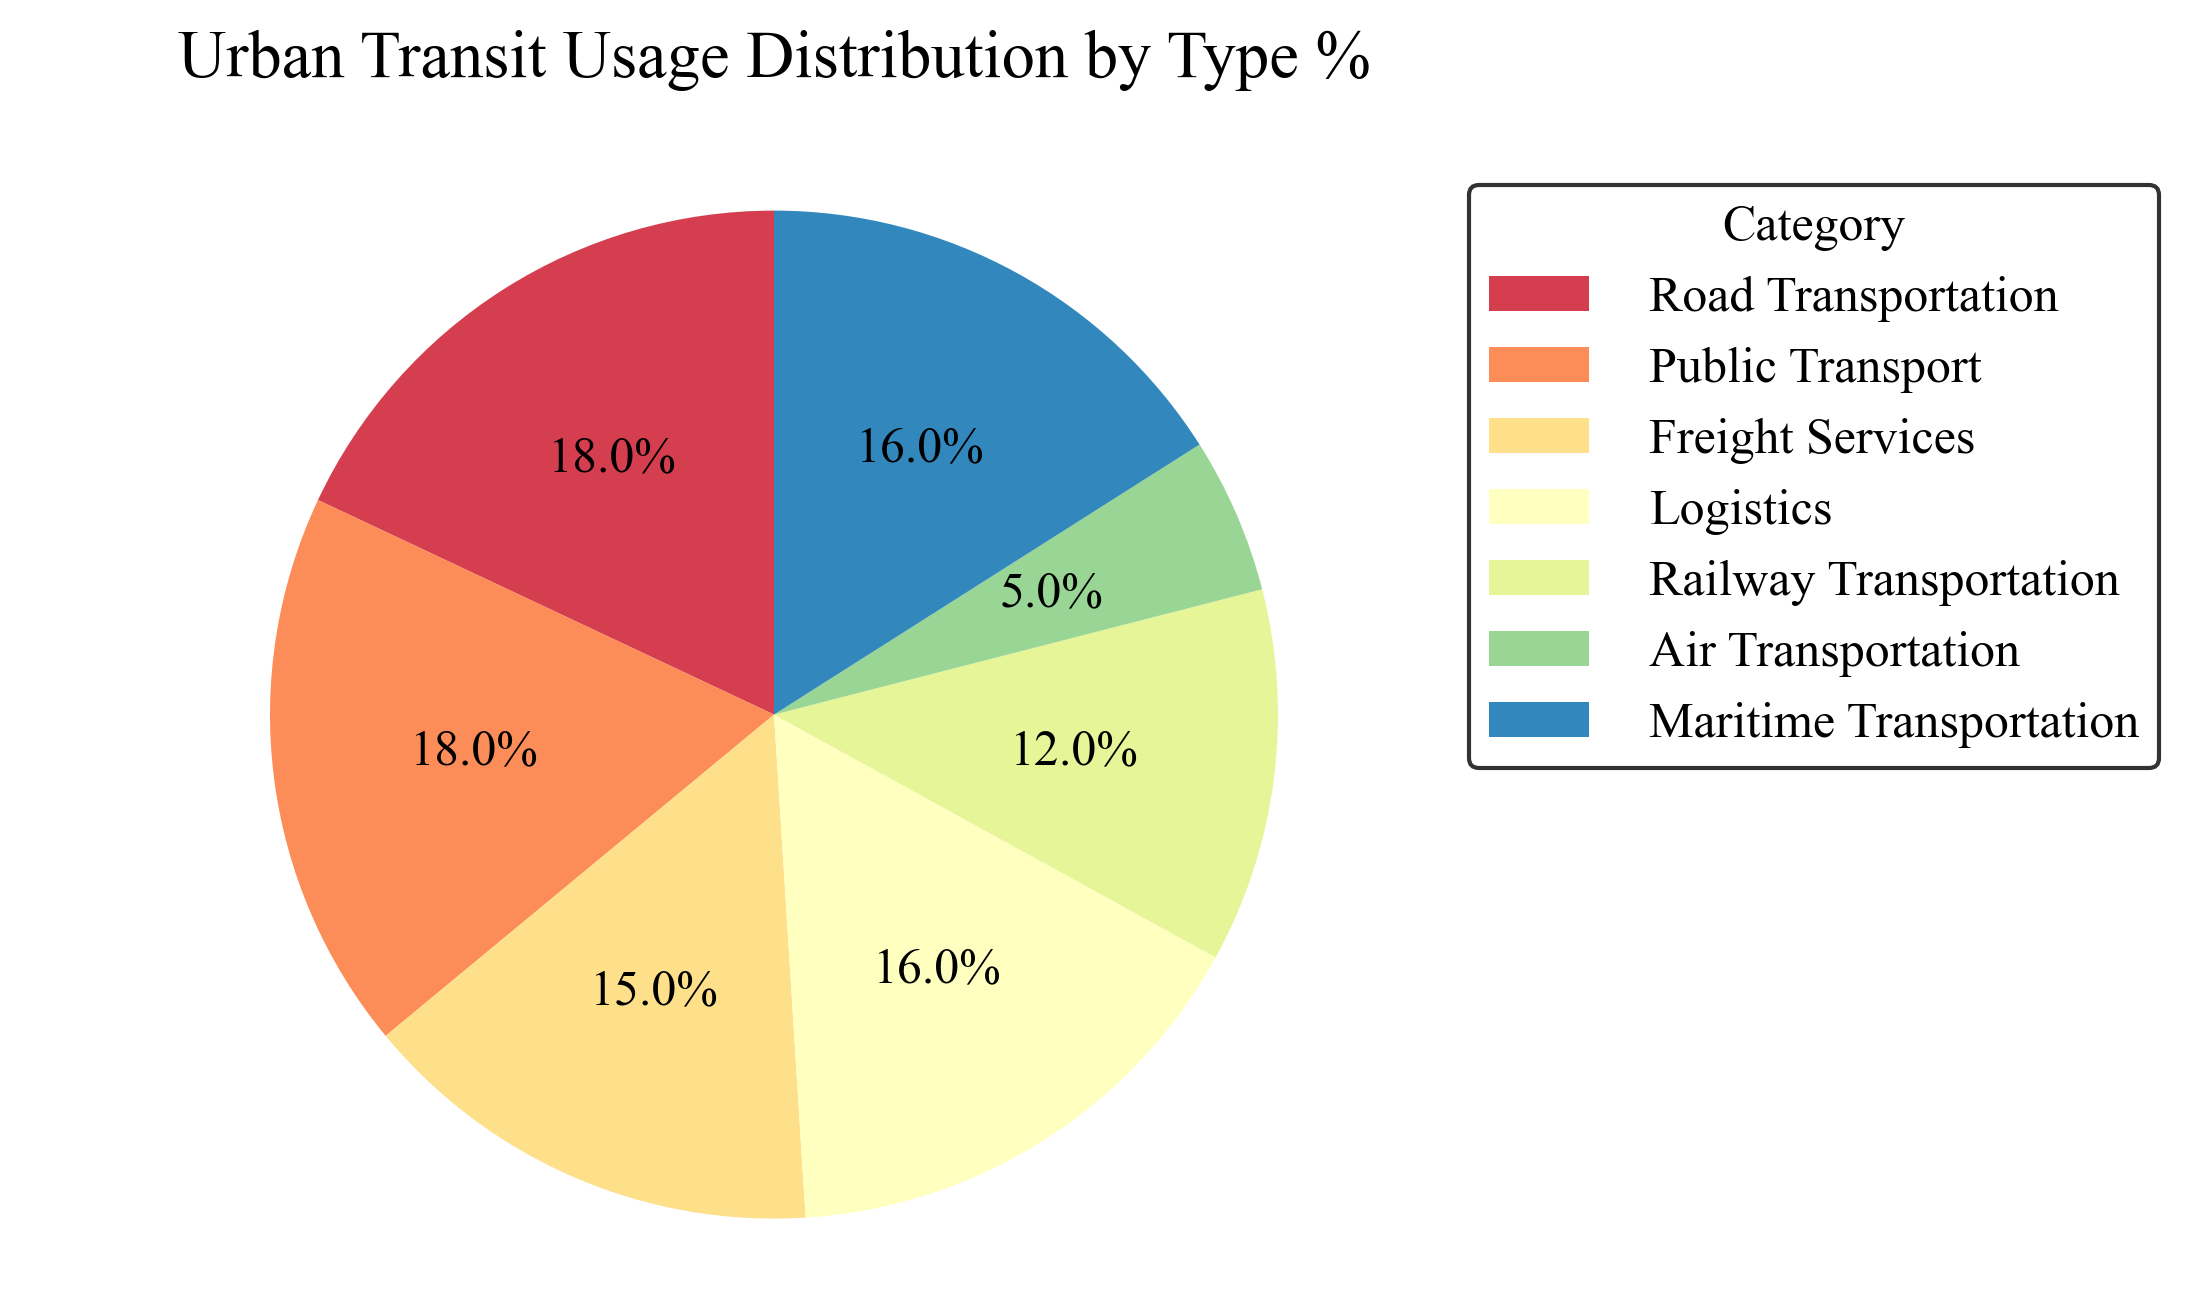 Urban Transit Usage Distribution by Type %
18.0%
16.0%
5.0%
18.0%
12.0%
15.0%
16.0%
Category
Road Transportation
Public Transport
Freight Services
Logistics
Railway Transportation
Air Transportation
Maritime Transportation